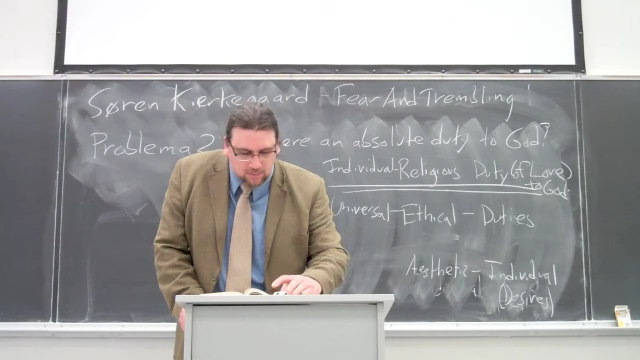 Søren Kierkegaard Fear And Trembling
Problema 2 ere an absolute duty to God?
Individual-Religious Duty (of Love)
to God
Universal-Ethical-Duties
Aesthetic-Individual
(Desires)